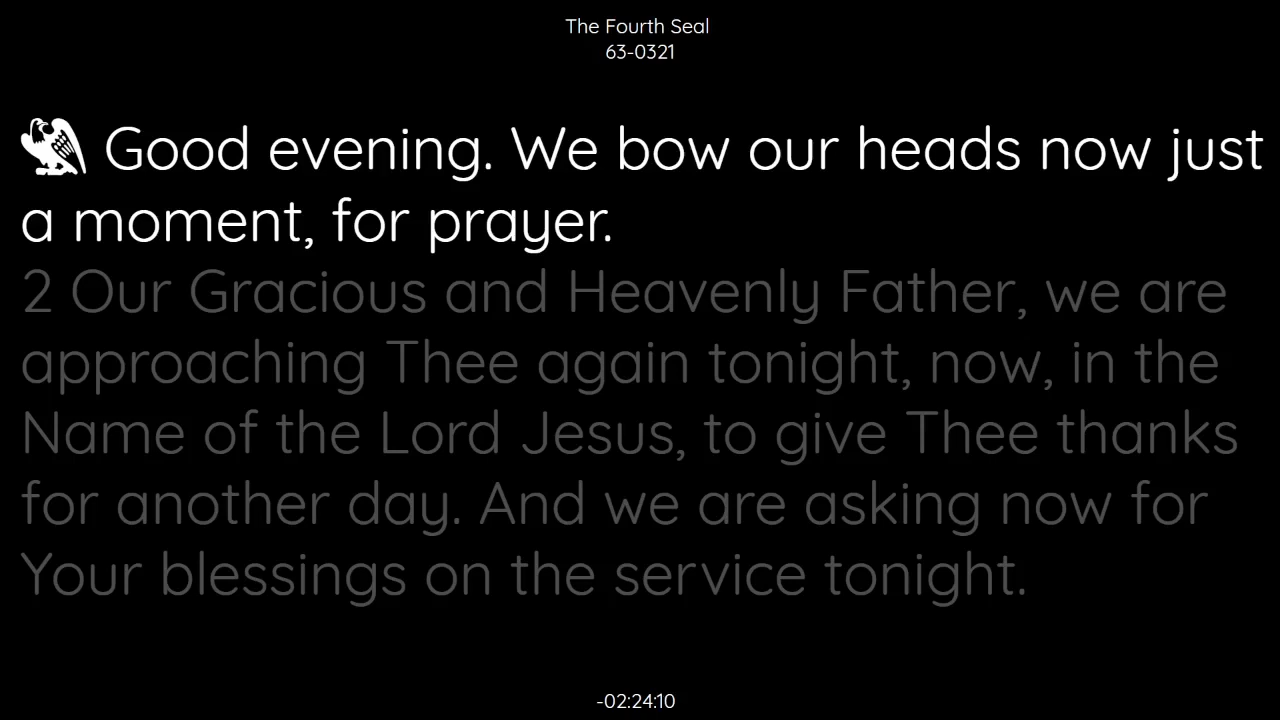 The Fourth Seal
63-0321
Good evening. We bow our heads now just
a moment, for prayer.
2 Our Gracious and Heavenly Father, we are
approaching Thee again tonight, now, in the
Name of the Lord Jesus, to give Thee thanks
for another day. And we are asking now for
Your blessings on the service tonight.
-02:24:10